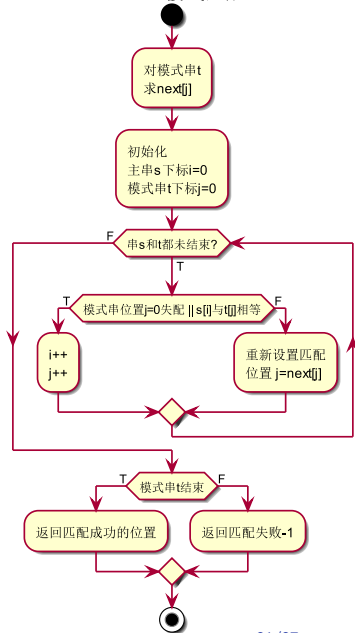 对模式串t
求next[j]
初始化
主串s下标i=0
模式串t下标j=0
F
串s和t都未结束?
T
T
模式串位置j=0失配 || s[i]与t[j]相等
F
i++
j++
重新设置匹配
位置 j=next[j]
T
模式串t结束
F
返回匹配成功的位置
返回匹配失败-1